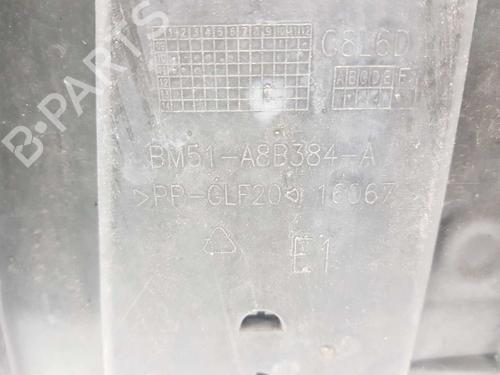 1 2 3 4 5 6 7 8 9 10 11 12
C8L6D
A B C D E F
BM51-A8B384-A
>PP-GLF20< 16067
E1
B-PARTS